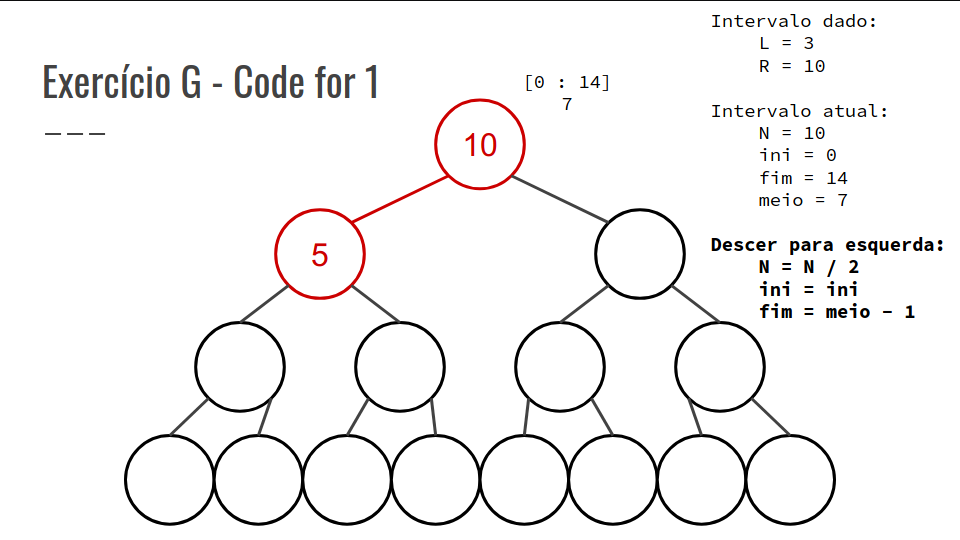 Exercício G - Code for 1
[0 : 14]
7
10
5
Intervalo dado:
L = 3
R = 10
Intervalo atual:
N = 10
ini = 0
fim = 14
meio = 7
Descer para esquerda:
N = N / 2
ini = ini
fim = meio - 1